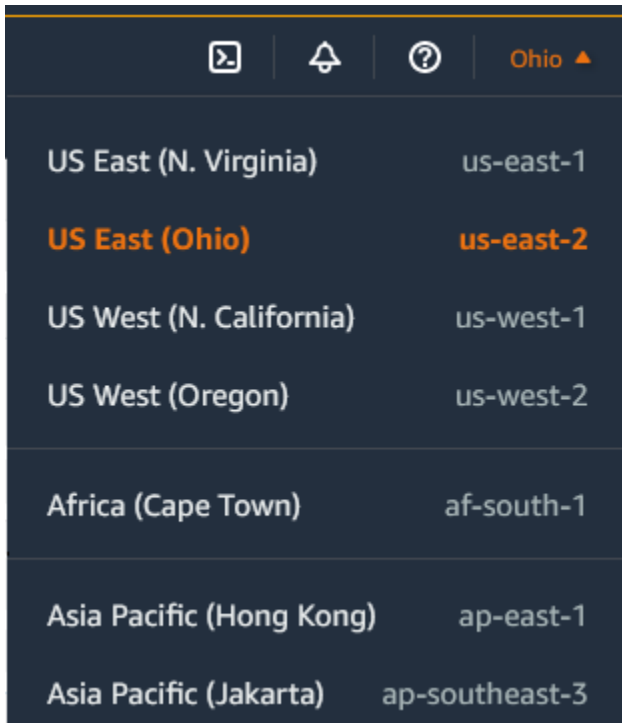 Ohio ▲
US East (N. Virginia) us-east-1
US East (Ohio) us-east-2
US West (N. California) us-west-1
US West (Oregon) us-west-2
Africa (Cape Town) af-south-1
Asia Pacific (Hong Kong) ap-east-1
Asia Pacific (Jakarta) ap-southeast-3